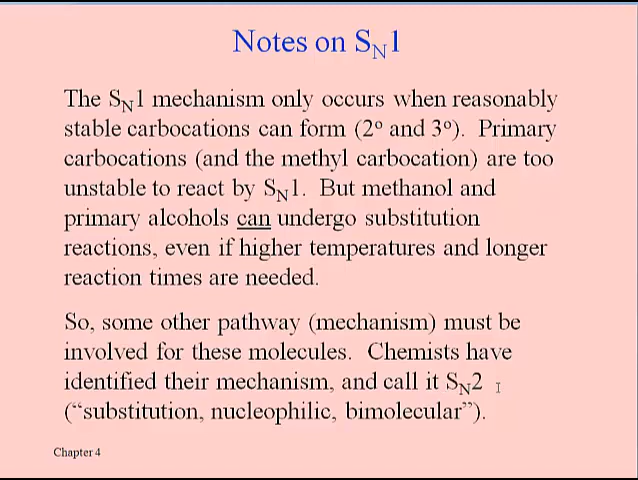 Notes on SN1
The SN1 mechanism only occurs when reasonably
stable carbocations can form (2º and 3º). Primary
carbocations (and the methyl carbocation) are too
unstable to react by SN1. But methanol and
primary alcohols can undergo substitution
reactions, even if higher temperatures and longer
reaction times are needed.
So, some other pathway (mechanism) must be
involved for these molecules. Chemists have
identified their mechanism, and call it SN2
(“substitution, nucleophilic, bimolecular”).
Chapter 4